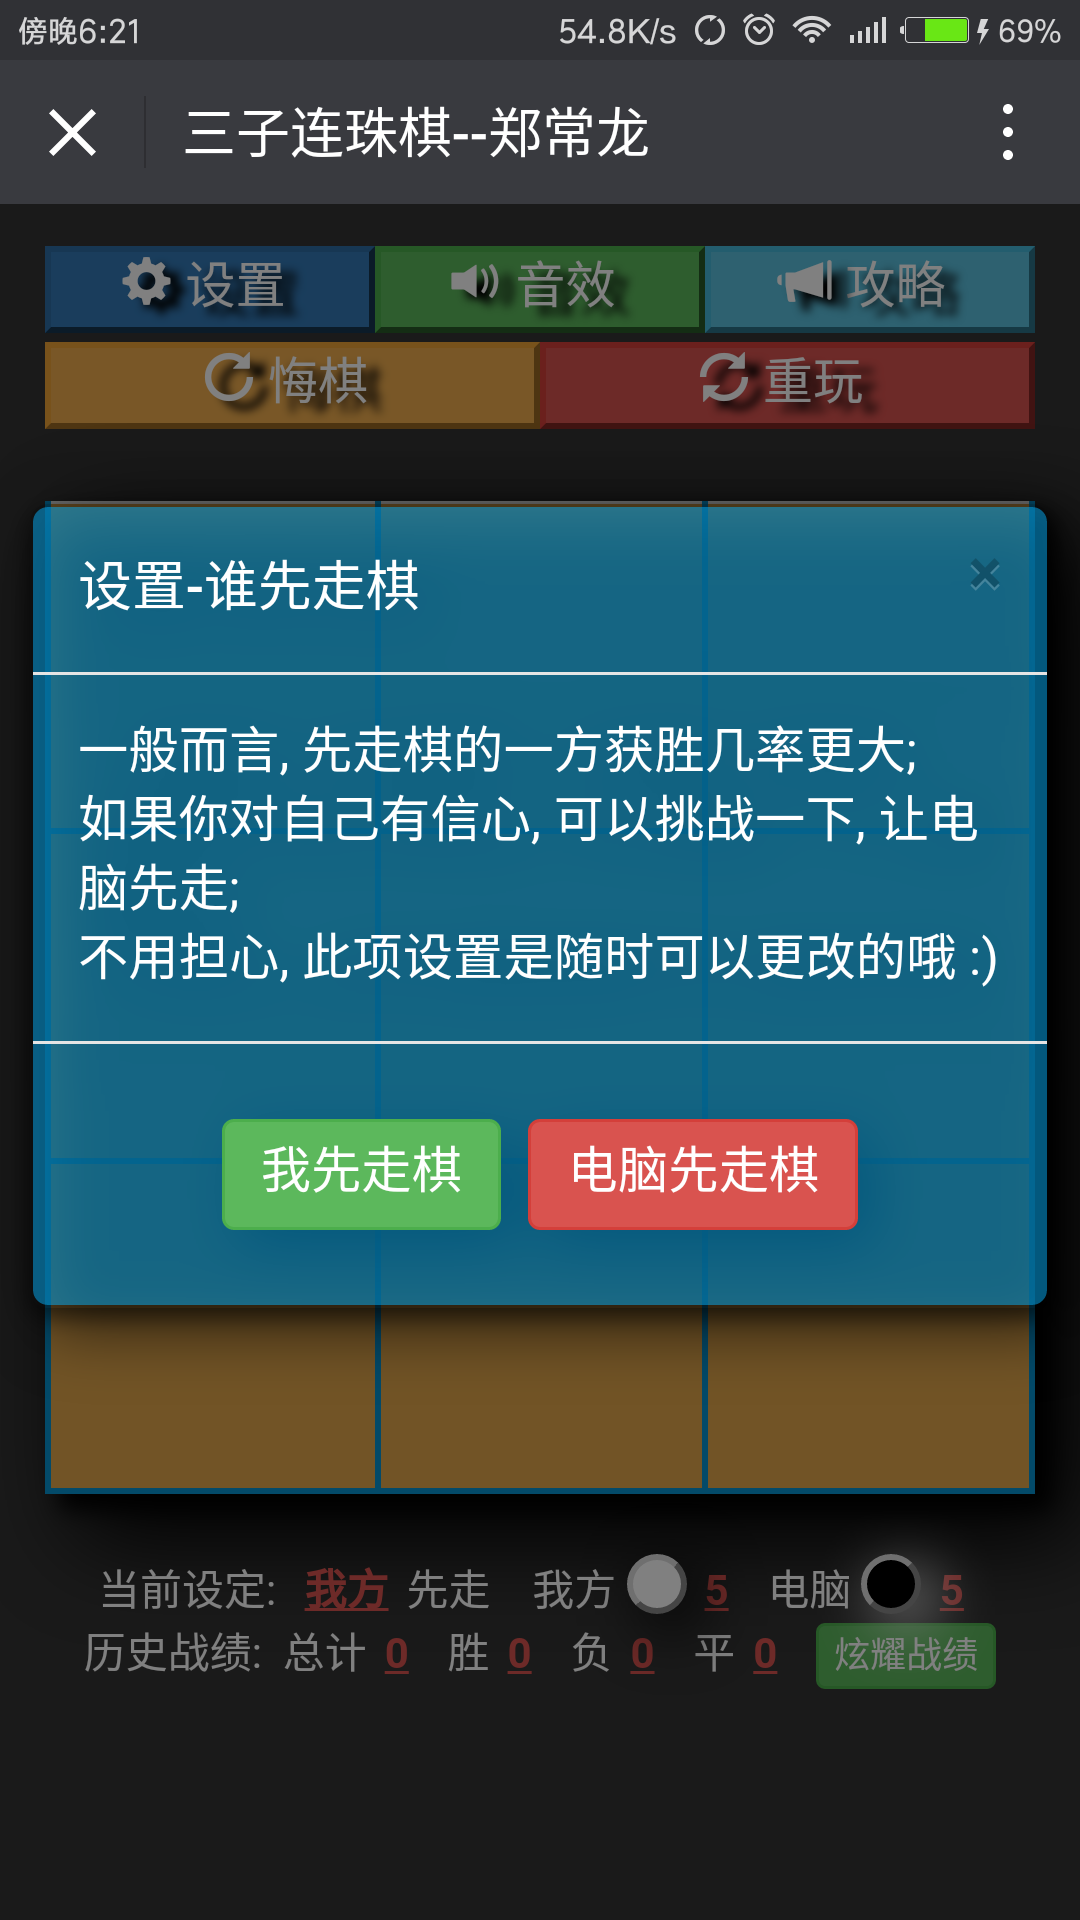 傍晚6:21 54.8K/s 69%
三子连珠棋--郑常龙
设置 音效 攻略
悔棋 重玩
设置-谁先走棋 ×
一般而言, 先走棋的一方获胜几率更大;
如果你对自己有信心, 可以挑战一下, 让电
脑先走;
不用担心, 此项设置是随时可以更改的哦 :)
我先走棋 电脑先走棋
当前设定: 我方 先走 我方 5 电脑 5
历史战绩: 总计 0 胜 0 负 0 平 0 炫耀战绩